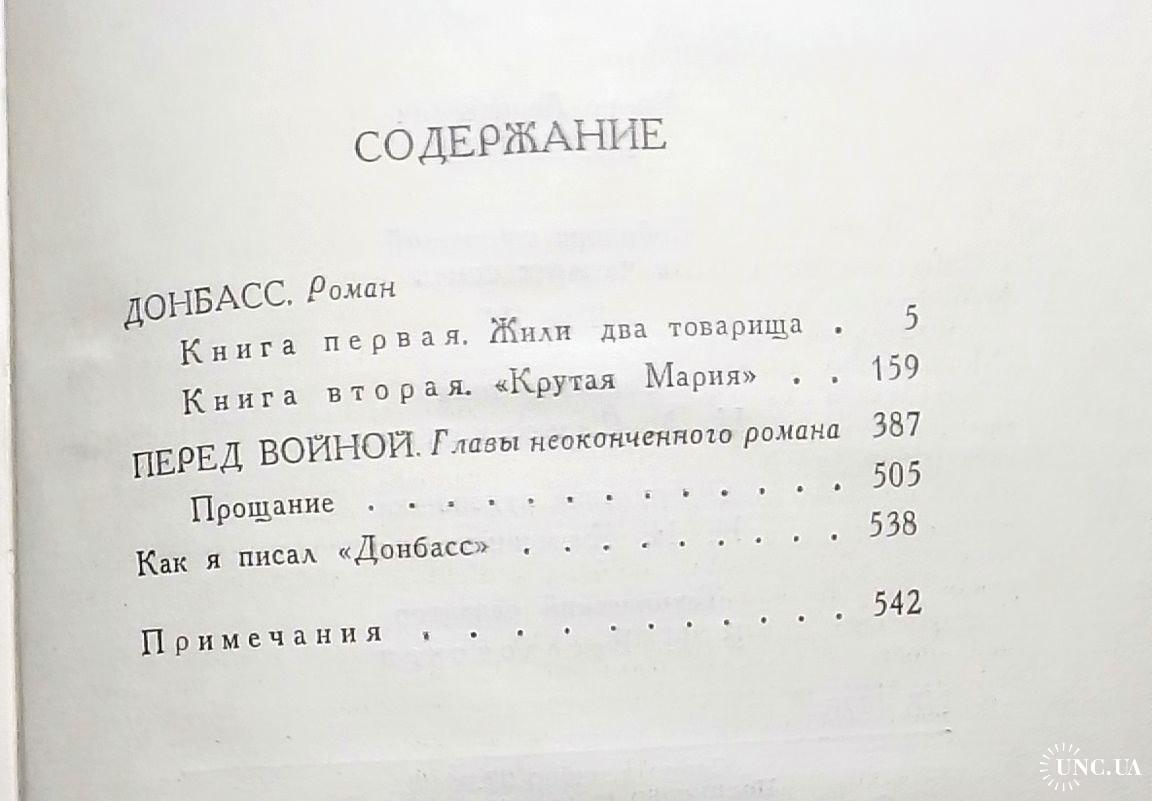 СОДЕРЖАНИЕ
ДОНБАСС. Роман
Книга первая. Жили два товарища . 5
Книга вторая. «Крутая Мария» . . 159
ПЕРЕД ВОЙНОЙ. Главы неоконченного романа 387
Прощание . . . . . . . . . . . . . 505
Как я писал «Донбасс» . . . . . . . . . 538
Примечания . . . . . . . . . . 542
UNC.UA